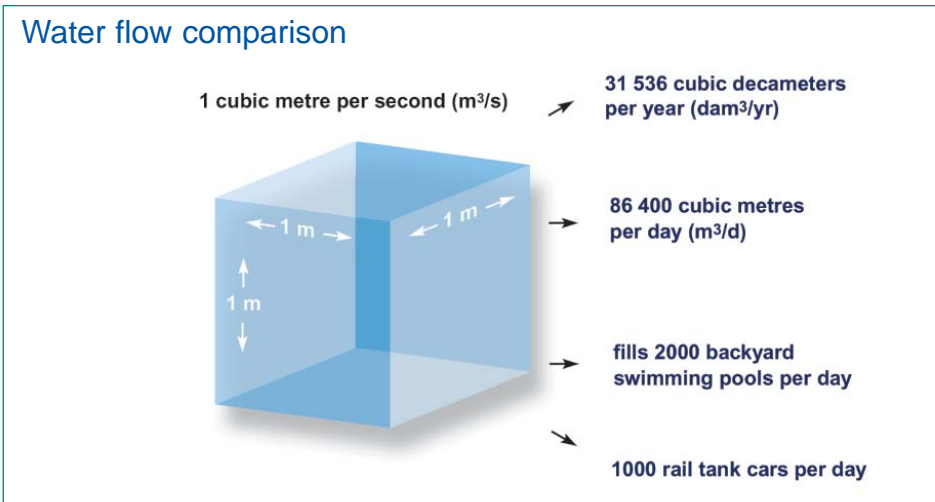 Water flow comparison
1 cubic metre per second (m³/s)
31 536 cubic decameters
per year (dam³/yr)
1 m
1 m
86 400 cubic metres
per day (m³/d)
1 m
fills 2000 backyard
swimming pools per day
1000 rail tank cars per day